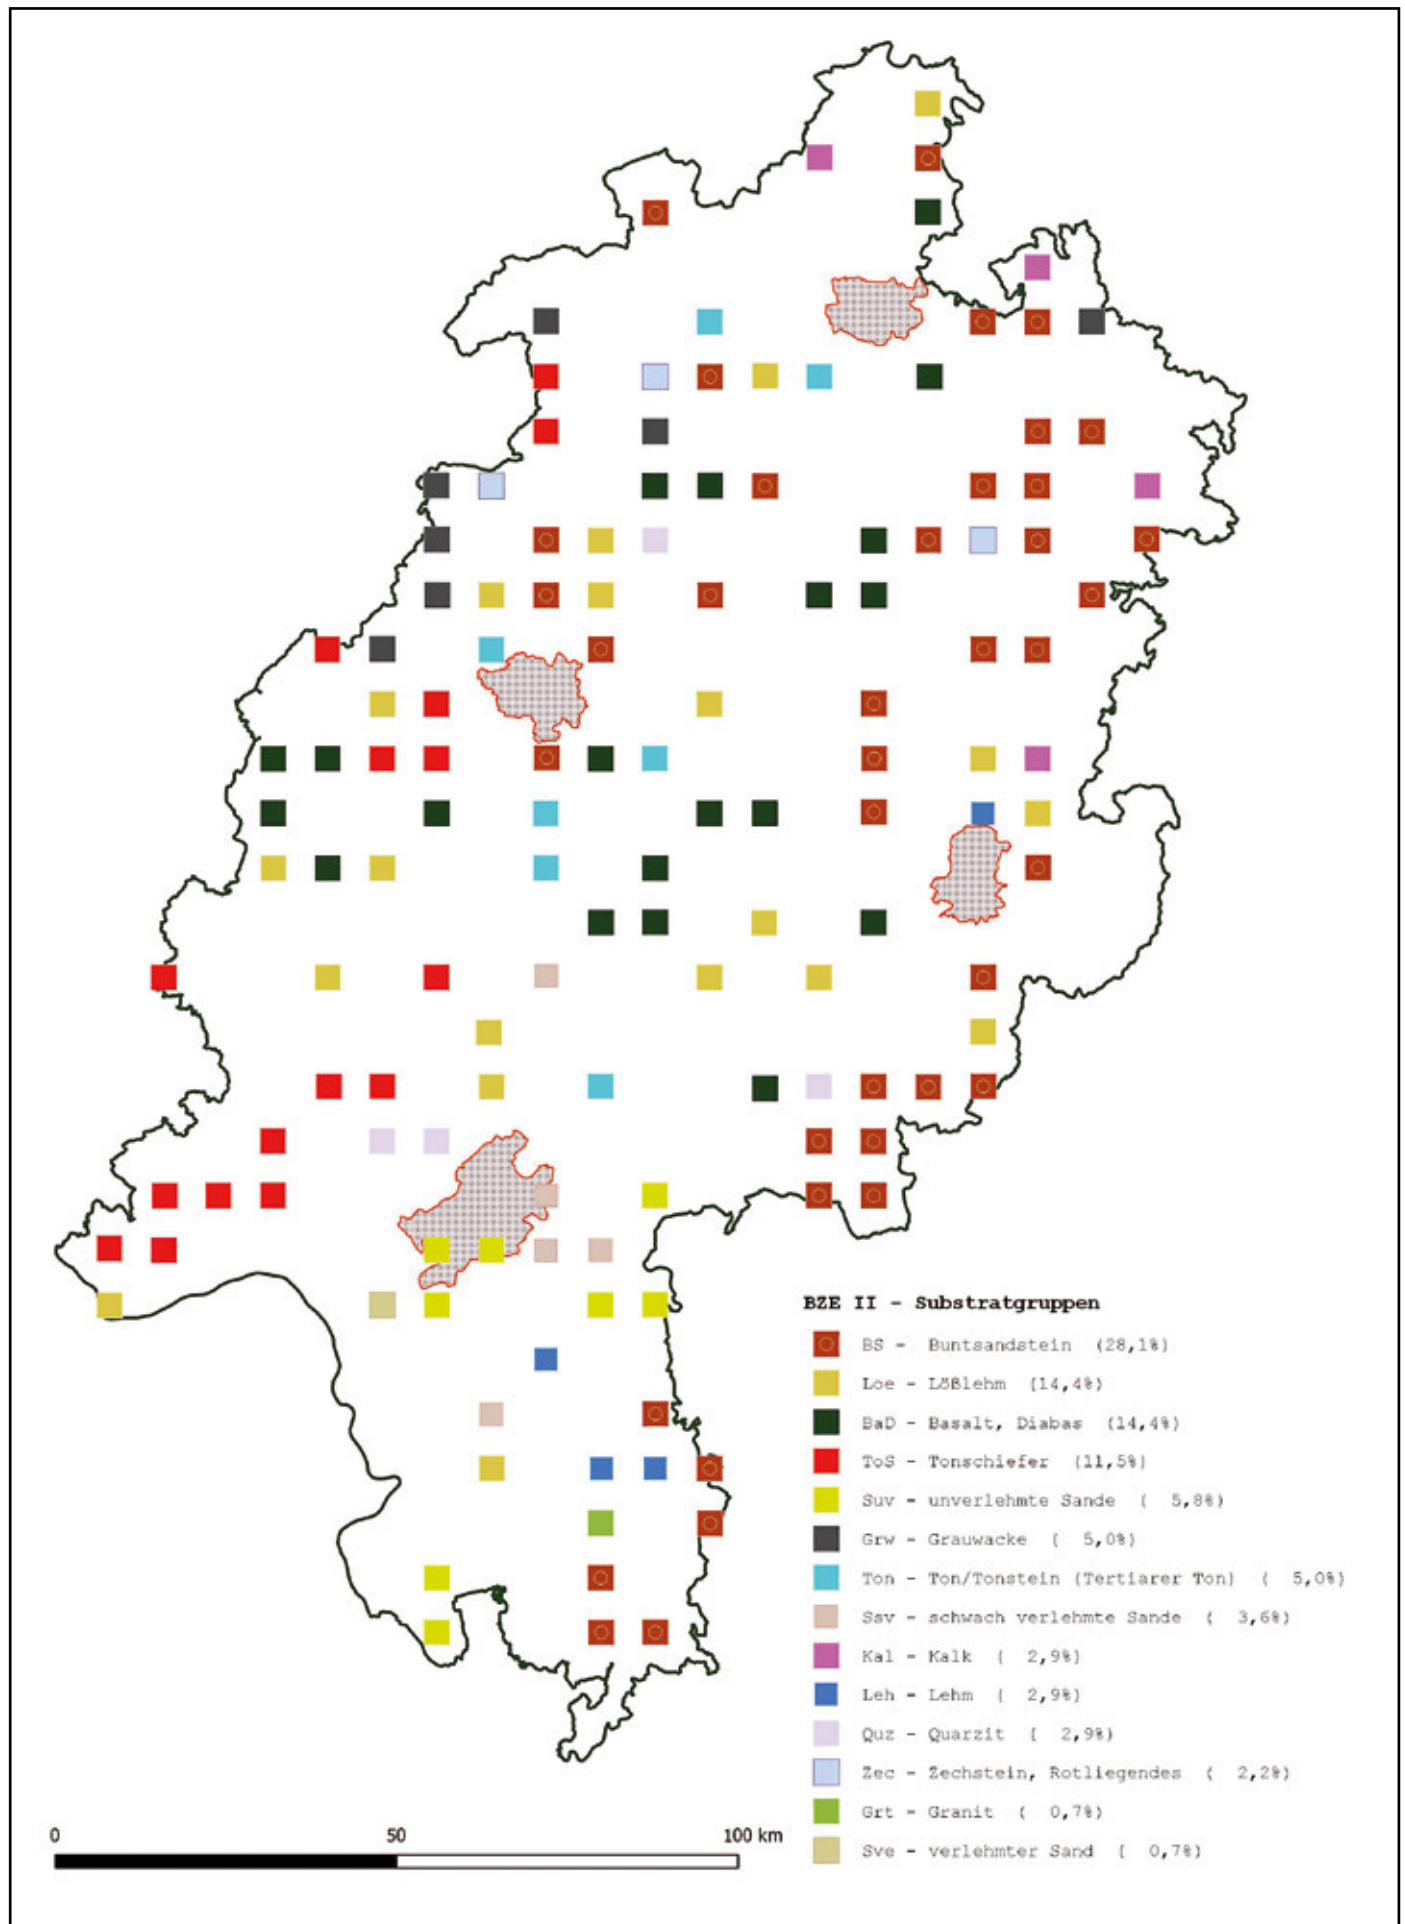 BZE II - Substratgruppen
BS - Buntsandstein (28,1%)
Loe - Lößlehm (14,4%)
BaD - Basalt, Diabas (14,4%)
ToS - Tonschiefer (11,5%)
Suv - unverlehmte Sande ( 5,8%)
Grw - Grauwacke ( 5,0%)
Ton - Ton/Tonstein (Tertiarer Ton) ( 5,0%)
Ssv - schwach verlehmte Sande ( 3,6%)
Kal - Kalk ( 2,9%)
Leh - Lehm ( 2,9%)
Quz - Quarzit ( 2,9%)
Zec - Zechstein, Rotliegendes ( 2,2%)
Grt - Granit ( 0,7%)
Sve - verlehmter Sand ( 0,7%)
0 50 100 km